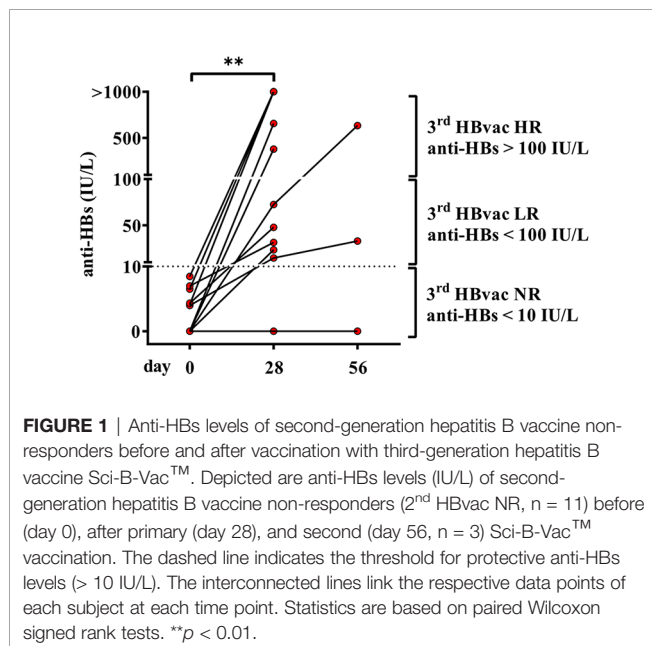 **
>1000
500
100
50
10
0
anti-HBs (IU/L)
day 0 28 56
3rd HBvac HR
anti-HBs > 100 IU/L
3rd HBvac LR
anti-HBs < 100 IU/L
3rd HBvac NR
anti-HBs < 10 IU/L
FIGURE 1 | Anti-HBs levels of second-generation hepatitis B vaccine non-
responders before and after vaccination with third-generation hepatitis B
vaccine Sci-B-Vac™. Depicted are anti-HBs levels (IU/L) of second-
generation hepatitis B vaccine non-responders (2nd HBvac NR, n = 11) before
(day 0), after primary (day 28), and second (day 56, n = 3) Sci-B-Vac™
vaccination. The dashed line indicates the threshold for protective anti-HBs
levels (> 10 IU/L). The interconnected lines link the respective data points of
each subject at each time point. Statistics are based on paired Wilcoxon
signed rank tests. **p < 0.01.